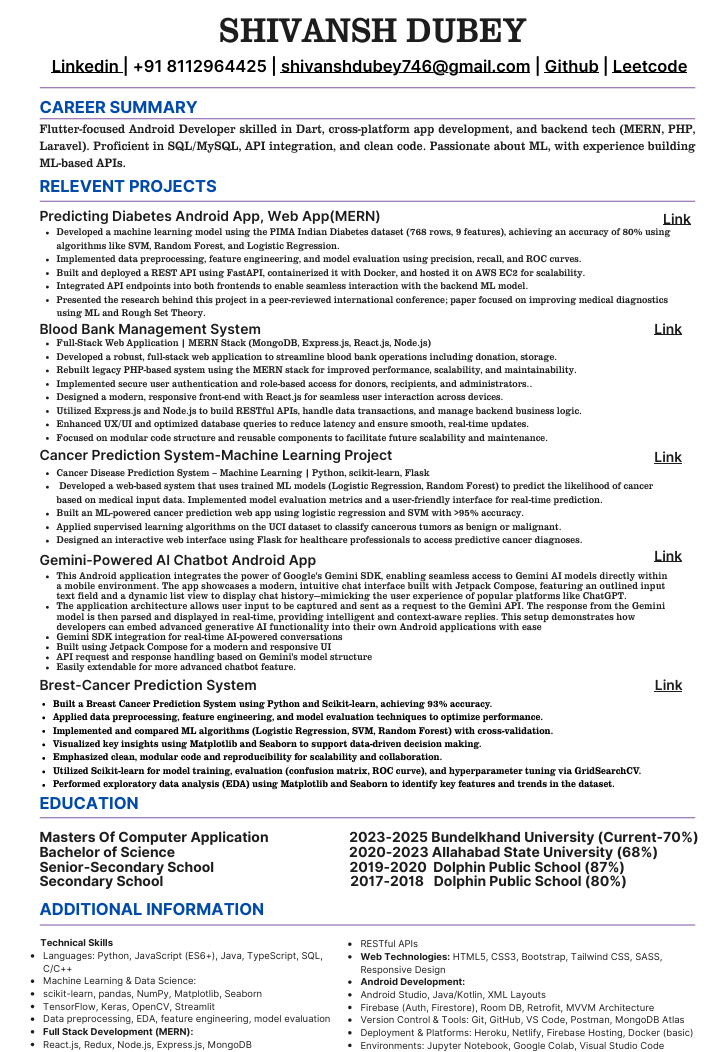 SHIVANSH DUBEY
Linkedin | +91 8112964425 | shivanshdubey746@gmail.com | Github | Leetcode
CAREER SUMMARY
Flutter-focused Android Developer skilled in Dart, cross-platform app development, and backend tech (MERN, PHP,
Laravel). Proficient in SQL/MySQL, API integration, and clean code. Passionate about ML, with experience building
ML-based APIs.
RELEVENT PROJECTS
Predicting Diabetes Android App, Web App(MERN) Link
• Developed a machine learning model using the PIMA Indian Diabetes dataset (768 rows, 9 features), achieving an accuracy of 80% using
algorithms like SVM, Random Forest, and Logistic Regression.
• Implemented data preprocessing, feature engineering, and model evaluation using precision, recall, and ROC curves.
• Built and deployed a REST API using FastAPI, containerized it with Docker, and hosted it on AWS EC2 for scalability.
• Integrated API endpoints into both frontends to enable seamless interaction with the backend ML model.
• Presented the research behind this project in a peer-reviewed international conference; paper focused on improving medical diagnostics
using ML and Rough Set Theory.
Blood Bank Management System Link
• Full-Stack Web Application | MERN Stack (MongoDB, Express.js, React.js, Node.js)
• Developed a robust, full-stack web application to streamline blood bank operations including donation, storage.
• Rebuilt legacy PHP-based system using the MERN stack for improved performance, scalability, and maintainability.
• Implemented secure user authentication and role-based access for donors, recipients, and administrators..
• Designed a modern, responsive front-end with React.js for seamless user interaction across devices.
• Utilized Express.js and Node.js to build RESTful APIs, handle data transactions, and manage backend business logic.
• Enhanced UX/UI and optimized database queries to reduce latency and ensure smooth, real-time updates.
• Focused on modular code structure and reusable components to facilitate future scalability and maintenance.
Cancer Prediction System-Machine Learning Project Link
• Cancer Disease Prediction System – Machine Learning | Python, scikit-learn, Flask
• Developed a web-based system that uses trained ML models (Logistic Regression, Random Forest) to predict the likelihood of cancer
based on medical input data. Implemented model evaluation metrics and a user-friendly interface for real-time prediction.
• Built an ML-powered cancer prediction web app using logistic regression and SVM with >95% accuracy.
• Applied supervised learning algorithms on the UCI dataset to classify cancerous tumors as benign or malignant.
• Designed an interactive web interface using Flask for healthcare professionals to access predictive cancer diagnoses.
Gemini-Powered AI Chatbot Android App Link
• This Android application integrates the power of Google's Gemini SDK, enabling seamless access to Gemini AI models directly within
a mobile environment. The app showcases a modern, intuitive chat interface built with Jetpack Compose, featuring an outlined input
text field and a dynamic list view to display chat history—mimicking the user experience of popular platforms like ChatGPT.
• The application architecture allows user input to be captured and sent as a request to the Gemini API. The response from the Gemini
model is then parsed and displayed in real-time, providing intelligent and context-aware replies. This setup demonstrates how
developers can embed advanced generative AI functionality into their own Android applications with ease
• Gemini SDK integration for real-time AI-powered conversations
• Built using Jetpack Compose for a modern and responsive UI
• API request and response handling based on Gemini's model structure
• Easily extendable for more advanced chatbot feature.
Brest-Cancer Prediction System Link
• Built a Breast Cancer Prediction System using Python and Scikit-learn, achieving 93% accuracy.
• Applied data preprocessing, feature engineering, and model evaluation techniques to optimize performance.
• Implemented and compared ML algorithms (Logistic Regression, SVM, Random Forest) with cross-validation.
• Visualized key insights using Matplotlib and Seaborn to support data-driven decision making.
• Emphasized clean, modular code and reproducibility for scalability and collaboration.
• Utilized Scikit-learn for model training, evaluation (confusion matrix, ROC curve), and hyperparameter tuning via GridSearchCV.
• Performed exploratory data analysis (EDA) using Matplotlib and Seaborn to identify key features and trends in the dataset.
EDUCATION
Masters Of Computer Application 2023-2025 Bundelkhand University (Current-70%)
Bachelor of Science 2020-2023 Allahabad State University (68%)
Senior-Secondary School 2019-2020 Dolphin Public School (87%)
Secondary School 2017-2018 Dolphin Public School (80%)
ADDITIONAL INFORMATION
Technical Skills
• Languages: Python, JavaScript (ES6+), Java, TypeScript, SQL,
C/C++
• Machine Learning & Data Science:
• scikit-learn, pandas, NumPy, Matplotlib, Seaborn
• TensorFlow, Keras, OpenCV, Streamlit
• Data preprocessing, EDA, feature engineering, model evaluation
• Full Stack Development (MERN):
• React.js, Redux, Node.js, Express.js, MongoDB
• RESTful APIs
• Web Technologies: HTML5, CSS3, Bootstrap, Tailwind CSS, SASS,
Responsive Design
• Android Development:
• Android Studio, Java/Kotlin, XML Layouts
• Firebase (Auth, Firestore), Room DB, Retrofit, MVVM Architecture
• Version Control & Tools: Git, GitHub, VS Code, Postman, MongoDB Atlas
• Deployment & Platforms: Heroku, Netlify, Firebase Hosting, Docker (basic)
• Environments: Jupyter Notebook, Google Colab, Visual Studio Code